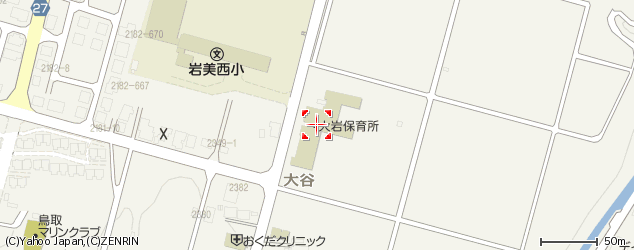 27
2182-670
文
岩美西小
2182-8
2182-667
2181-10
X
2349-1
大岩保育所
大谷
2382
鳥取
マリンクラブ
おくだクリニック
(C)Yahoo Japan,(C)ZENRIN
50m